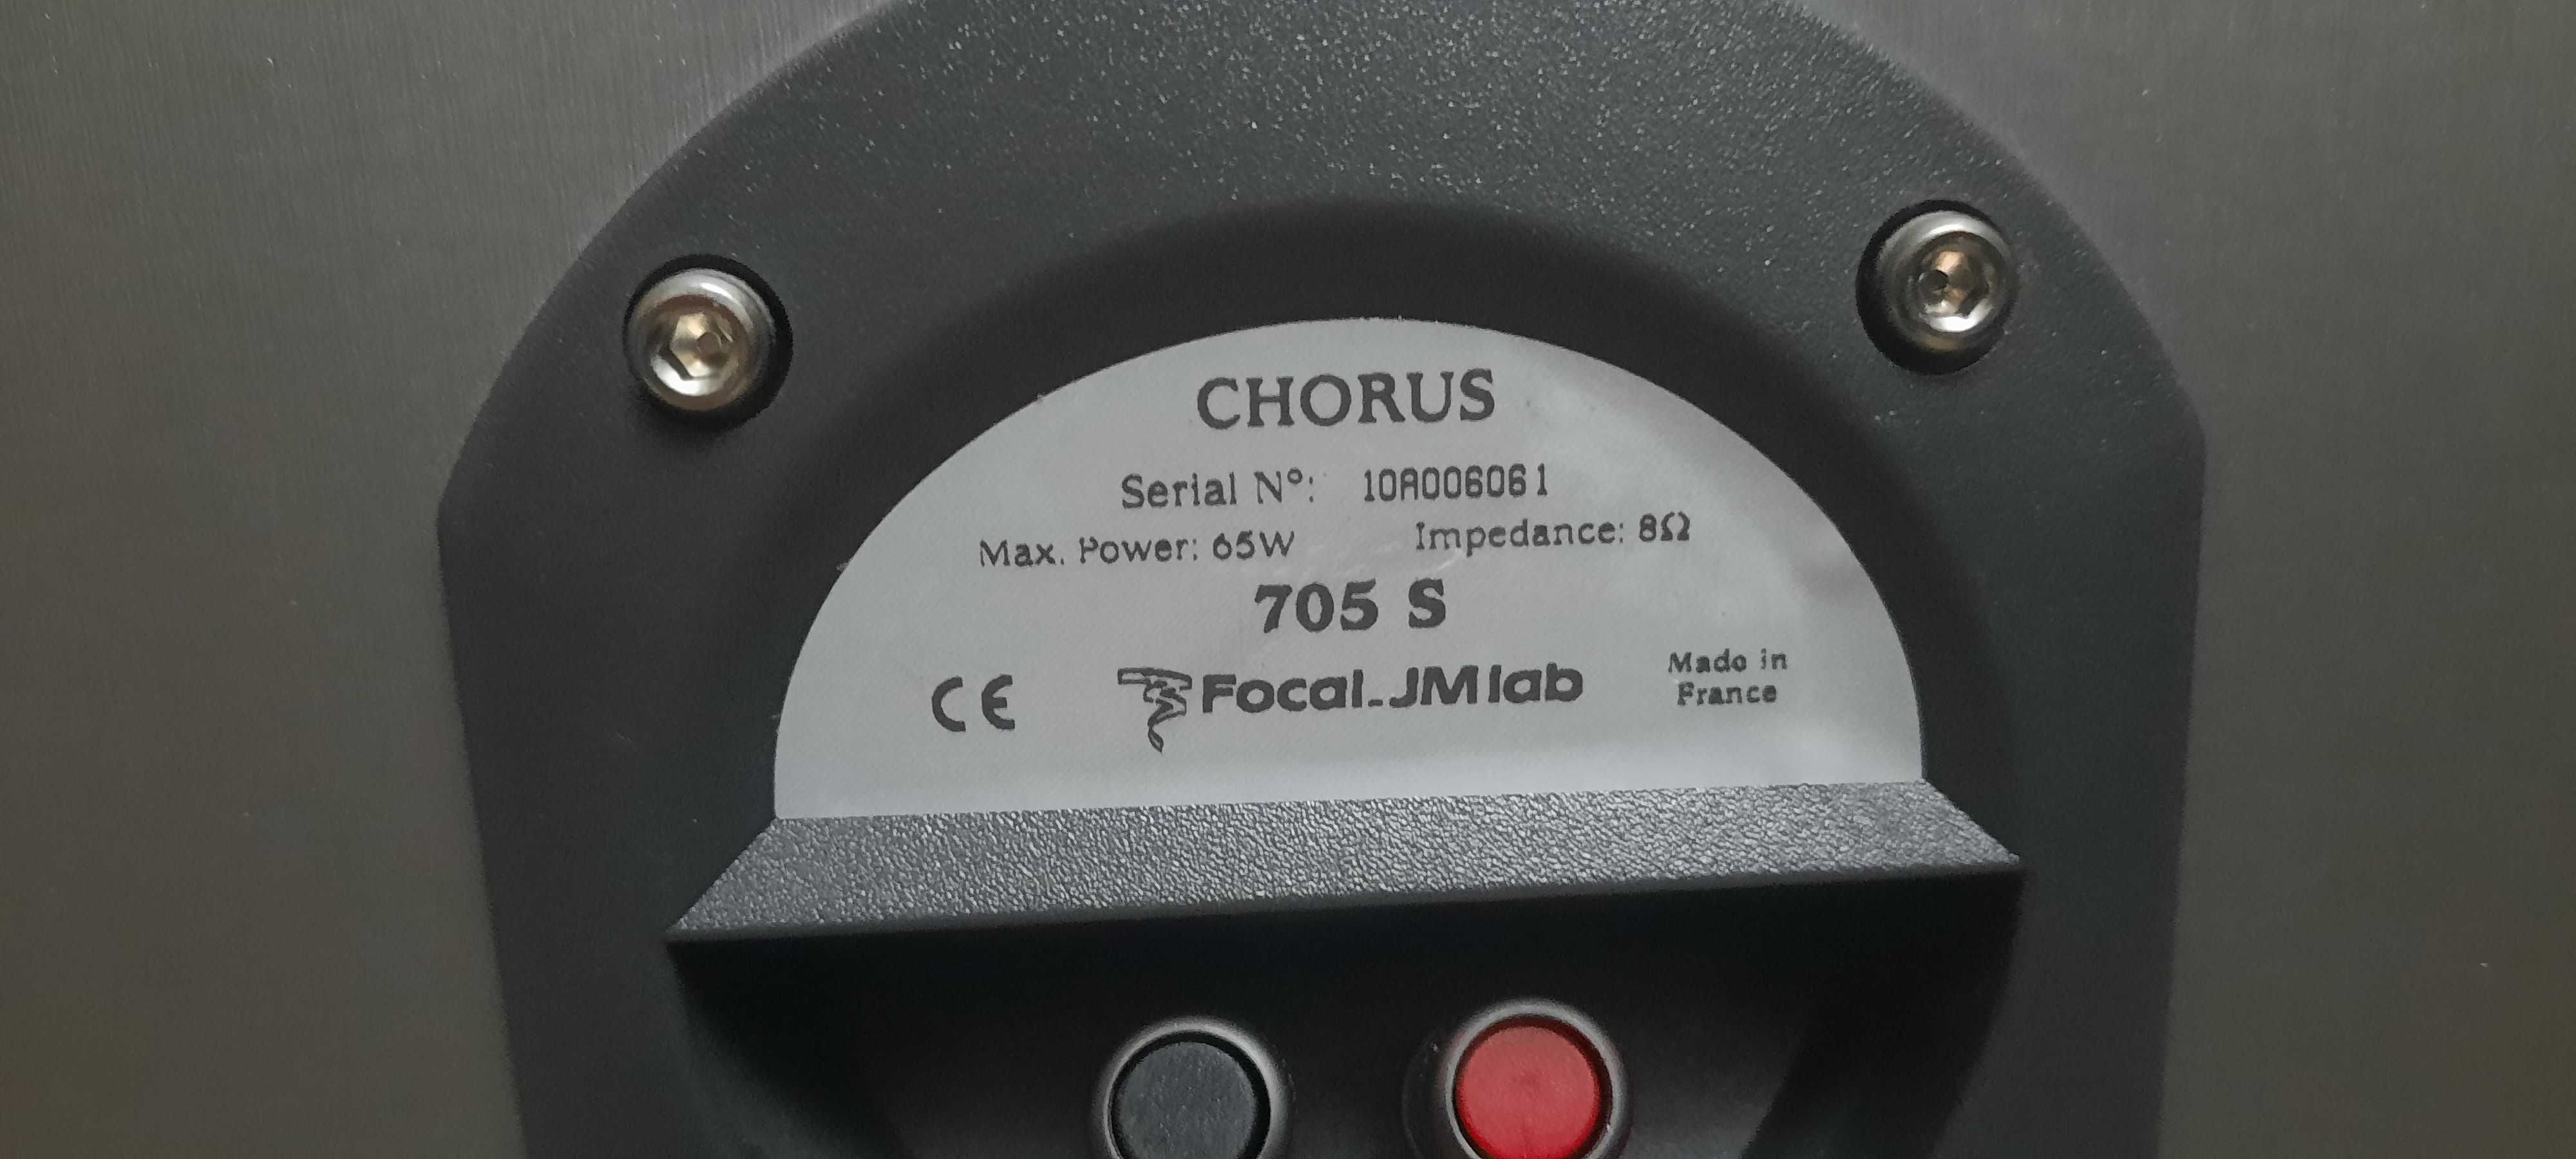 CHORUS
Serial N°: 10A006061
Max. Power: 65W Impedance: 8Ω
705 S
CE Focal-JMlab Made in
France